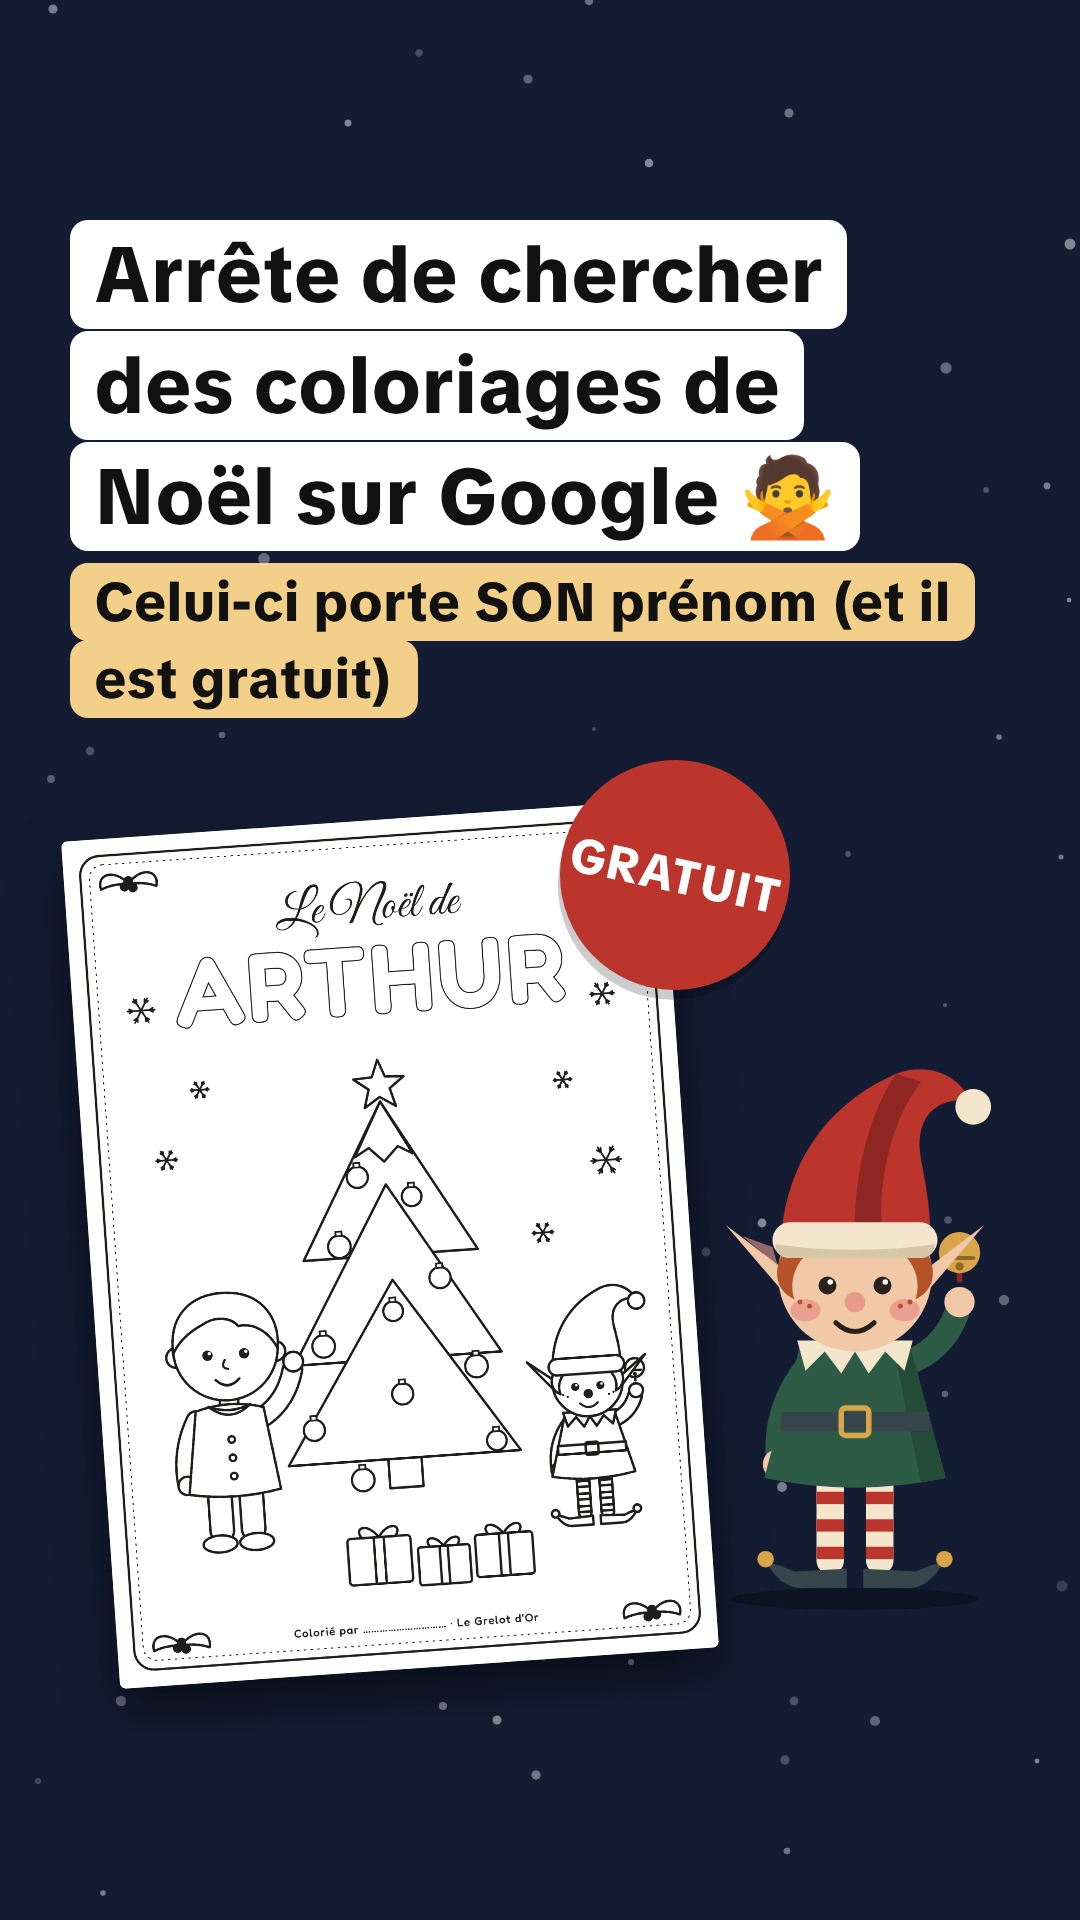 Arrête de chercher
des coloriages de
Noël sur Google 🙅
Celui-ci porte SON prénom (et il
est gratuit)
GRATUIT
Le Noël de
ARTHUR
Colorié par ............................ · Le Grelot d'Or